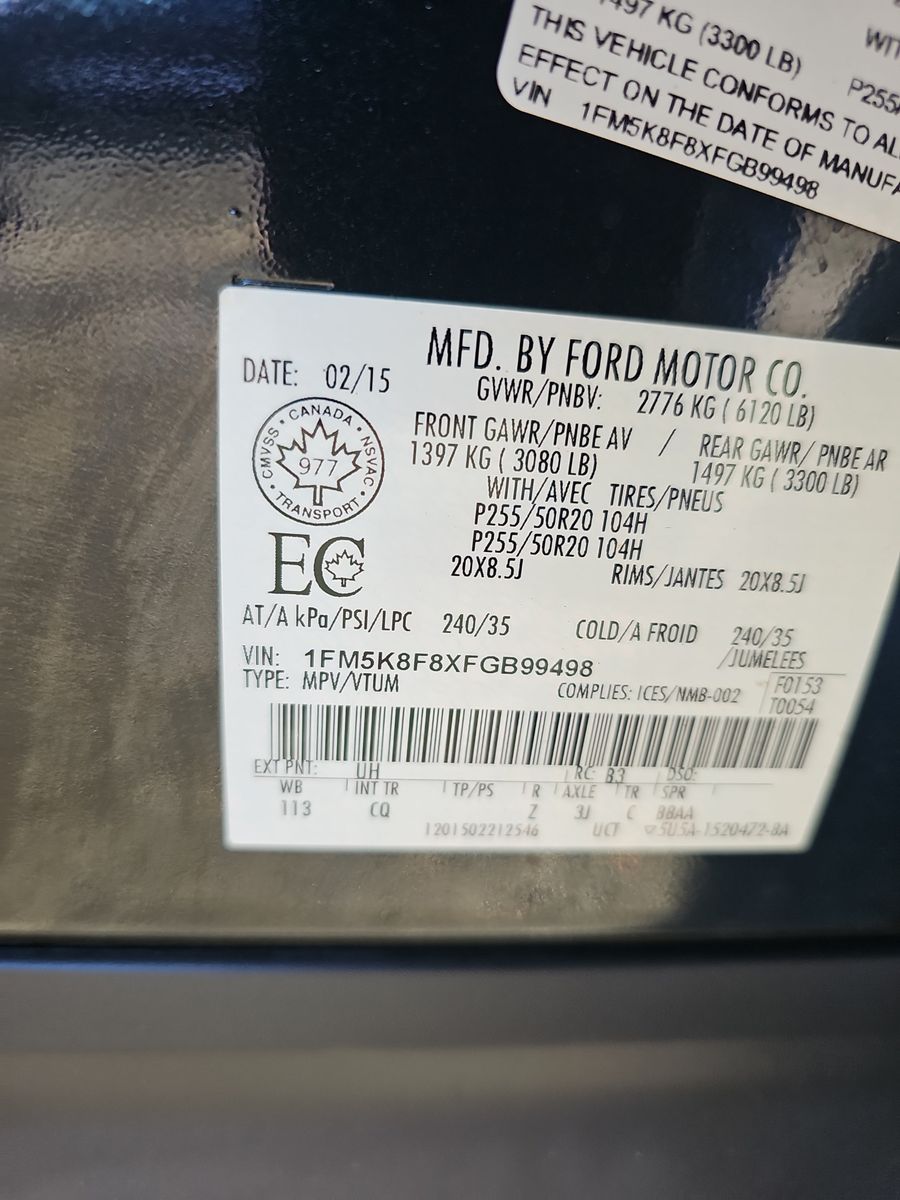 1497 KG (3300 LB)
WIT
THIS VEHICLE CONFORMS TO AL
P255/
EFFECT ON THE DATE OF MANUFA
VIN 1FM5K8F8XFGB99498
MFD. BY FORD MOTOR CO.
DATE: 02/15
GVWR/PNBV: 2776 KG ( 6120 LB)
FRONT GAWR/PNBE AV / REAR GAWR/ PNBE AR
1397 KG ( 3080 LB) 1497 KG ( 3300 LB)
WITH/AVEC TIRES/PNEUS
P255/50R20 104H
P255/50R20 104H
20X8.5J RIMS/JANTES 20X8.5J
CANADA
CMVSS NSVAC
977
TRANSPORT
EC
AT/A kPa/PSI/LPC 240/35 COLD/A FROID 240/35
VIN: 1FM5K8F8XFGB99498 /JUMELEES
TYPE: MPV/VTUM COMPLIES: ICES/NMB-002 F0153
T0054
EXT PNT: UH RC: B3 DSO:
WB INT TR TP/PS R AXLE TR SPR
113 CQ Z 3J C BBAA
1201502212546 UCT 5U5A-1520472-8A